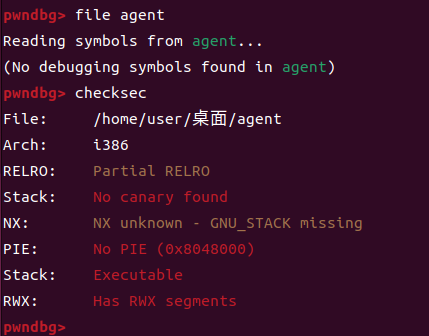 pwndbg> file agent
Reading symbols from agent...
(No debugging symbols found in agent)
pwndbg> checksec
File:     /home/user/桌面/agent
Arch:     i386
RELRO:    Partial RELRO
Stack:    No canary found
NX:       NX unknown - GNU_STACK missing
PIE:      No PIE (0x8048000)
Stack:    Executable
RWX:      Has RWX segments
pwndbg>